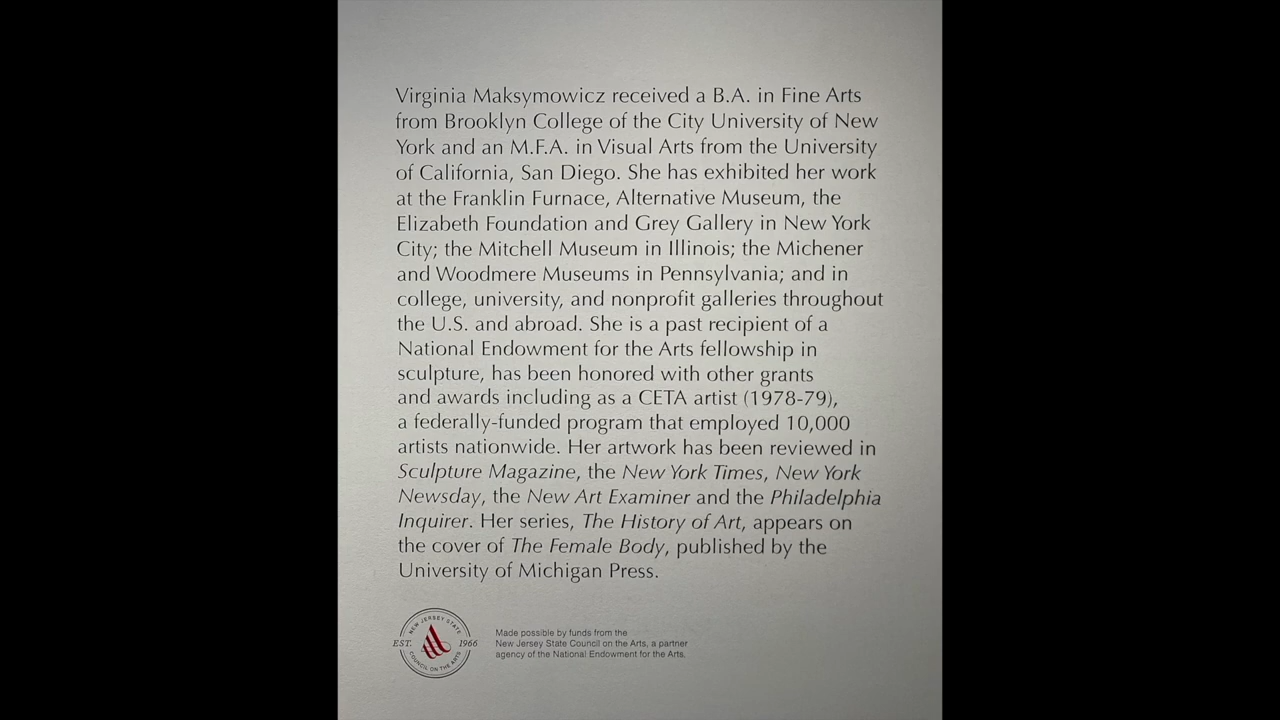 Virginia Maksymowicz received a B.A. in Fine Arts
from Brooklyn College of the City University of New
York and an M.F.A. in Visual Arts from the University
of California, San Diego. She has exhibited her work
at the Franklin Furnace, Alternative Museum, the
Elizabeth Foundation and Grey Gallery in New York
City; the Mitchell Museum in Illinois; the Michener
and Woodmere Museums in Pennsylvania; and in
college, university, and nonprofit galleries throughout
the U.S. and abroad. She is a past recipient of a
National Endowment for the Arts fellowship in
sculpture, has been honored with other grants
and awards including as a CETA artist (1978-79),
a federally-funded program that employed 10,000
artists nationwide. Her artwork has been reviewed in
Sculpture Magazine, the New York Times, New York
Newsday, the New Art Examiner and the Philadelphia
Inquirer. Her series, The History of Art, appears on
the cover of The Female Body, published by the
University of Michigan Press.
NEW JERSEY STATE
EST. 1966
COUNCIL ON THE ARTS
Made possible by funds from the
New Jersey State Council on the Arts, a partner
agency of the National Endowment for the Arts.